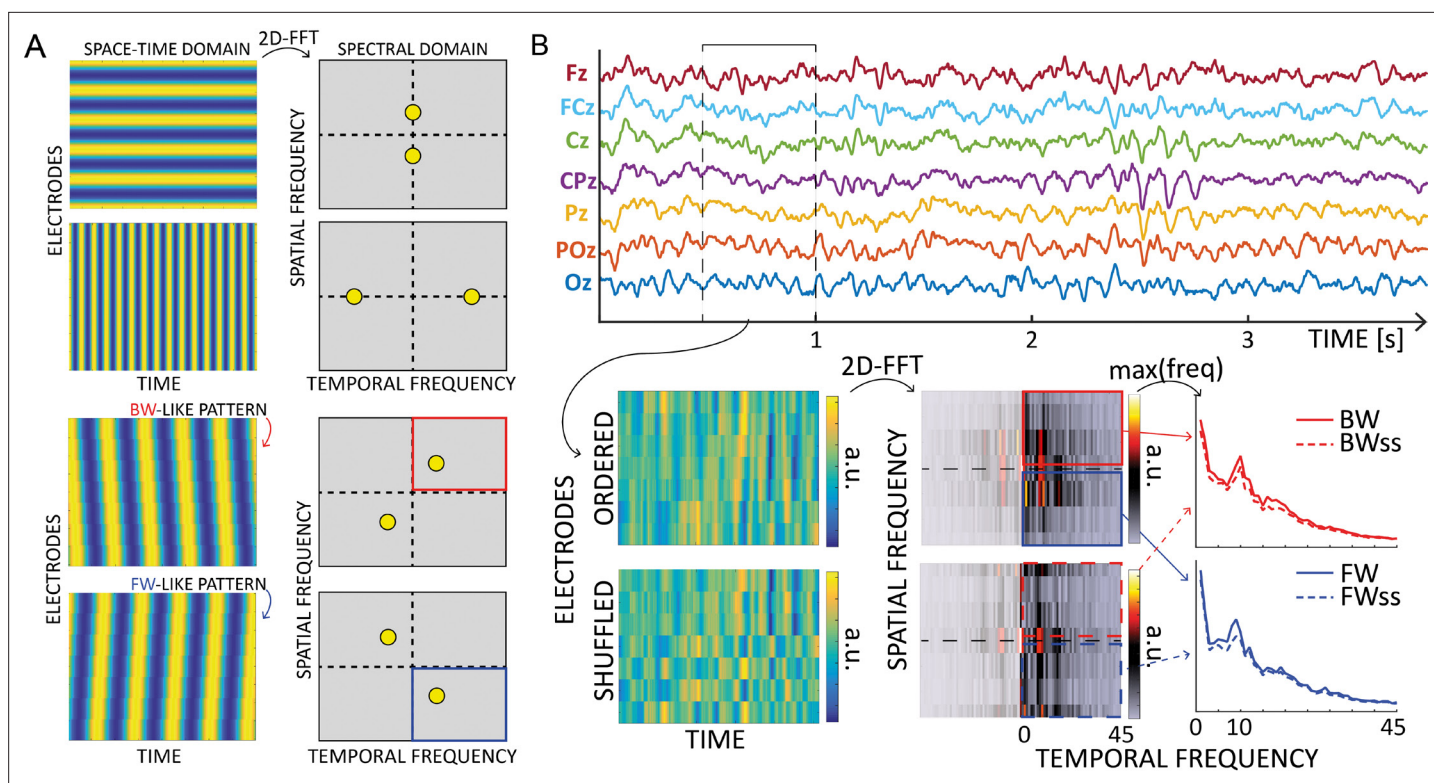 A
SPACE-TIME DOMAIN
2D-FFT
SPECTRAL DOMAIN
ELECTRODES
SPATIAL FREQUENCY
TIME
TEMPORAL FREQUENCY
BW-LIKE PATTERN
ELECTRODES
FW-LIKE PATTERN
SPATIAL FREQUENCY
TIME
TEMPORAL FREQUENCY
B
Fz
FCz
Cz
CPz
Pz
POz
Oz
1
2
3
TIME [s]
2D-FFT
max(freq)
ELECTRODES
ORDERED
a.u.
SHUFFLED
a.u.
TIME
SPATIAL FREQUENCY
a.u.
a.u.
0
45
TEMPORAL FREQUENCY
BW
BWss
FW
FWss
0
10
45